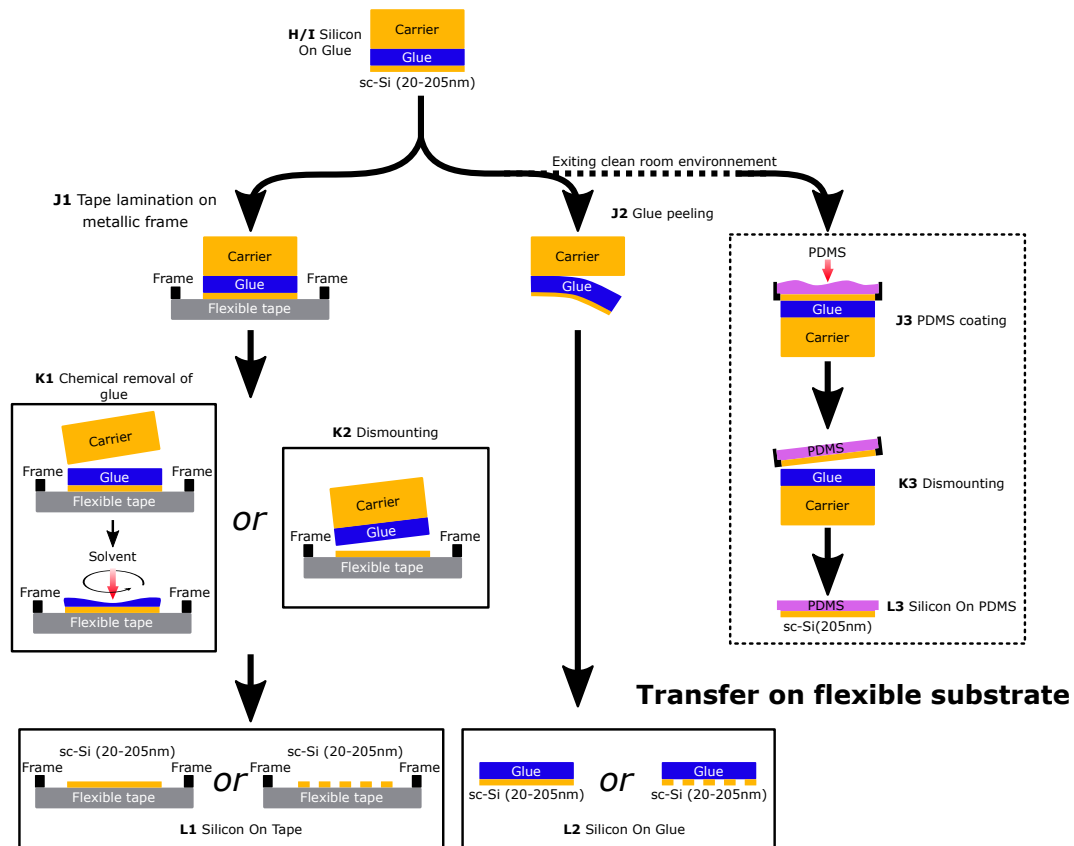 H/I Silicon
On Glue
Carrier
Glue
sc-Si (20-205nm)
Exiting clean room environnement
J1 Tape lamination on
metallic frame
Carrier
Frame
Glue
Frame
Flexible tape
J2 Glue peeling
Carrier
Glue
PDMS
Glue
Carrier
J3 PDMS coating
K1 Chemical removal of
glue
Carrier
Frame
Glue
Frame
Flexible tape
Solvent
Frame
Frame
Flexible tape
or
K2 Dismounting
Carrier
Glue
Frame
Frame
Flexible tape
PDMS
Glue
Carrier
K3 Dismounting
PDMS
L3 Silicon On PDMS
sc-Si(205nm)
Transfer on flexible substrate
sc-Si (20-205nm)
Frame
Frame
Flexible tape
or
sc-Si (20-205nm)
Frame
Frame
Flexible tape
L1 Silicon On Tape
Glue
sc-Si (20-205nm)
or
Glue
sc-Si (20-205nm)
L2 Silicon On Glue